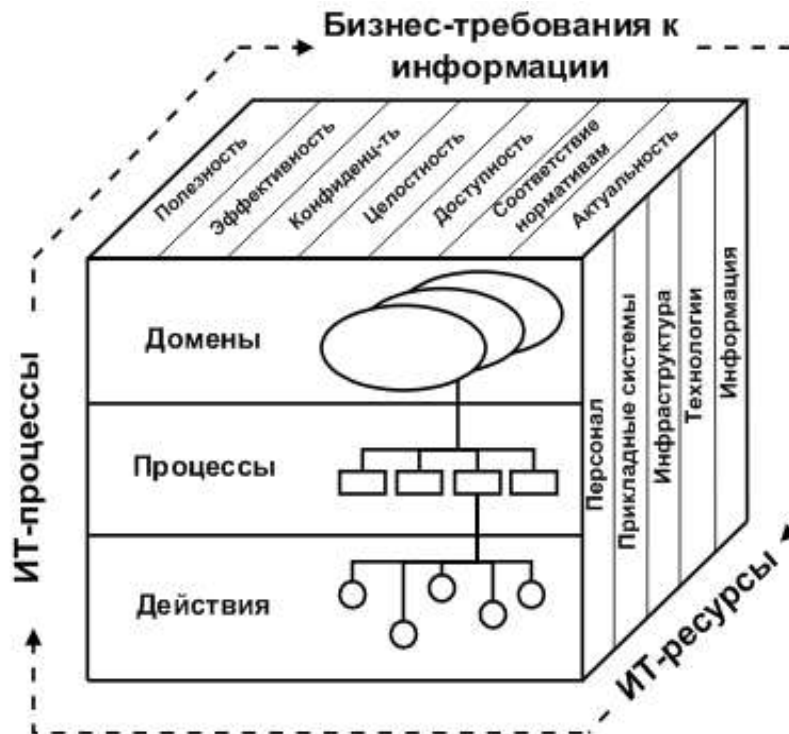 Бизнес-требования к
информации
Полезность
Эффективность
Конфиденц-ть
Целостность
Доступность
Соответствие
нормативам
Актуальность
ИТ-процессы
Домены
Процессы
Действия
Персонал
Прикладные системы
Инфраструктура
Технологии
Информация
ИТ-ресурсы